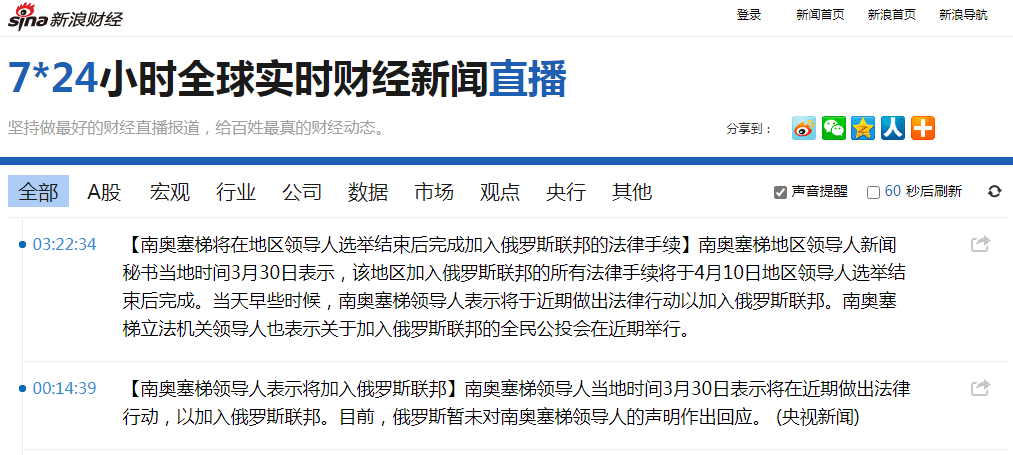 sina 新浪财经
登录 新闻首页 新浪首页 新浪导航
7*24小时全球实时财经新闻直播
坚持做最好的财经直播报道，给百姓最真的财经动态。
分享到：
全部 A股 宏观 行业 公司 数据 市场 观点 央行 其他
声音提醒 60 秒后刷新
03:22:34
【南奥塞梯将在地区领导人选举结束后完成加入俄罗斯联邦的法律手续】南奥塞梯地区领导人新闻
秘书当地时间3月30日表示，该地区加入俄罗斯联邦的所有法律手续将于4月10日地区领导人选举结
束后完成。当天早些时候，南奥塞梯领导人表示将于近期做出法律行动以加入俄罗斯联邦。南奥塞
梯立法机关领导人也表示关于加入俄罗斯联邦的全民公投会在近期举行。
00:14:39
【南奥塞梯领导人表示将加入俄罗斯联邦】南奥塞梯领导人当地时间3月30日表示将在近期做出法律
行动，以加入俄罗斯联邦。目前，俄罗斯暂未对南奥塞梯领导人的声明作出回应。 (央视新闻)